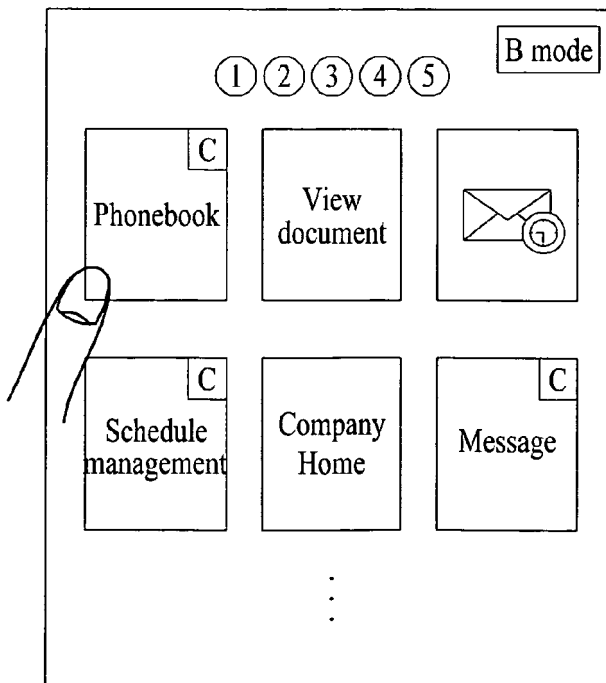 B mode
1 2 3 4 5
C
Phonebook
View
document
C
Schedule
management
Company
Home
C
Message